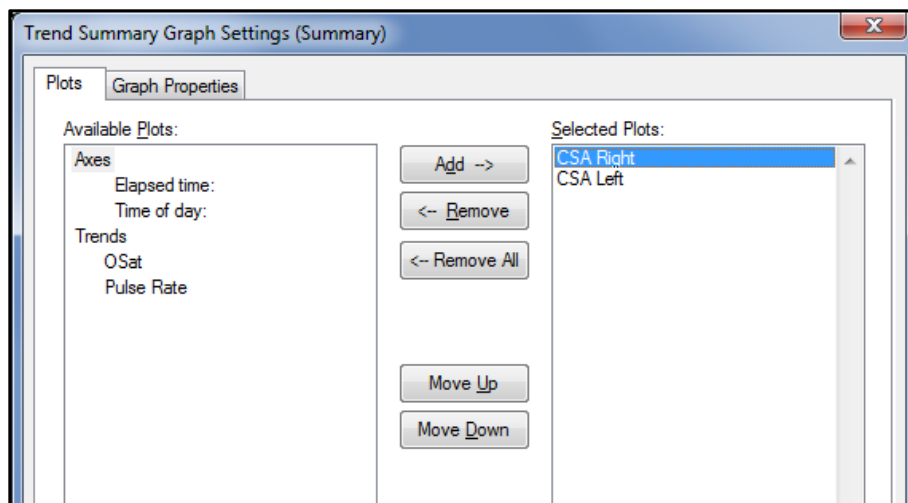 Trend Summary Graph Settings (Summary)
X
Plots
Graph Properties
Available Plots:
Axes
Elapsed time:
Time of day:
Trends
OSat
Pulse Rate
Add -->
<-- Remove
<-- Remove All
Move Up
Move Down
Selected Plots:
CSA Right
CSA Left